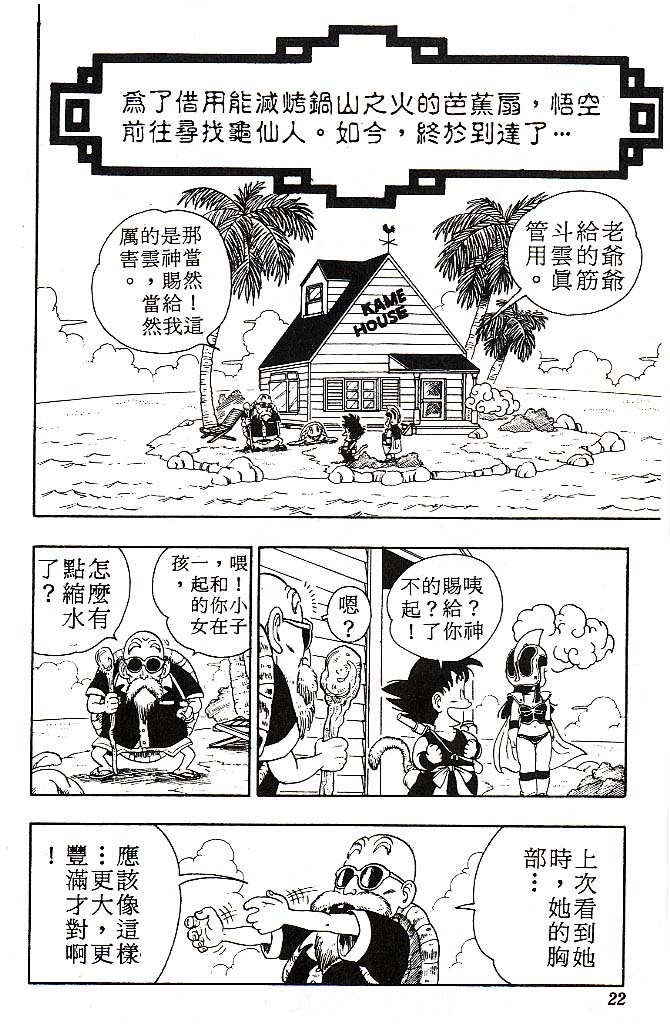 為了借用能滅烤鍋山之火的芭蕉扇，悟空
前往尋找龜仙人。如今，終於到達了…
老爺爺
給的筋
斗雲真
管用。
那當然！這
是神賜給我
的雲，當然
厲害。
KAME
HOUSE
咦？神
賜給你
的？了
不起！
嗯？
喂！小子
，和你在
一起的女
孩，
怎麼有
點縮水
了？
上次看到她
時，她的胸
部…
應該像這樣
…更大，更
豐滿才對啊
！
22